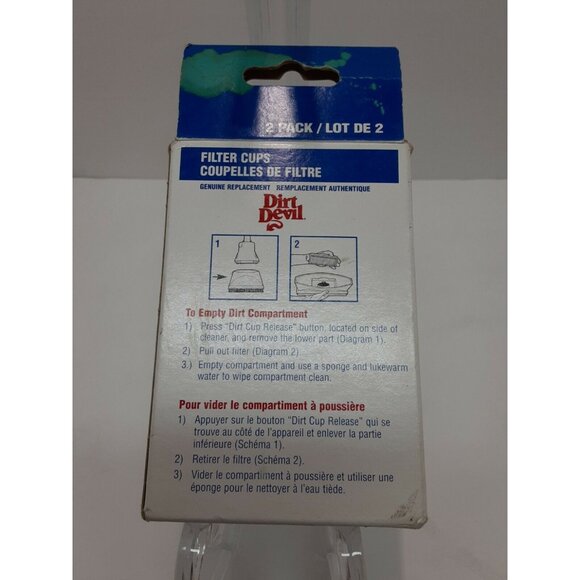 2 PACK / LOT DE 2
FILTER CUPS
COUPELLES DE FILTRE
GENUINE REPLACEMENT REMPLACEMENT AUTHENTIQUE
Dirt
Devil
1 2
To Empty Dirt Compartment
1) Press "Dirt Cup Release" button, located on side of
cleaner, and remove the lower part (Diagram 1).
2) Pull out filter (Diagram 2)
3.) Empty compartment and use a sponge and lukewarm
water to wipe compartment clean.
Pour vider le compartiment à poussière
1) Appuyer sur le bouton "Dirt Cup Release" qui se
trouve au côté de l'appareil et enlever la partie
inférieure (Schéma 1).
2) Retirer le filtre (Schéma 2).
3) Vider le compartiment à poussière et utiliser une
éponge pour le nettoyer à l'eau tiède.